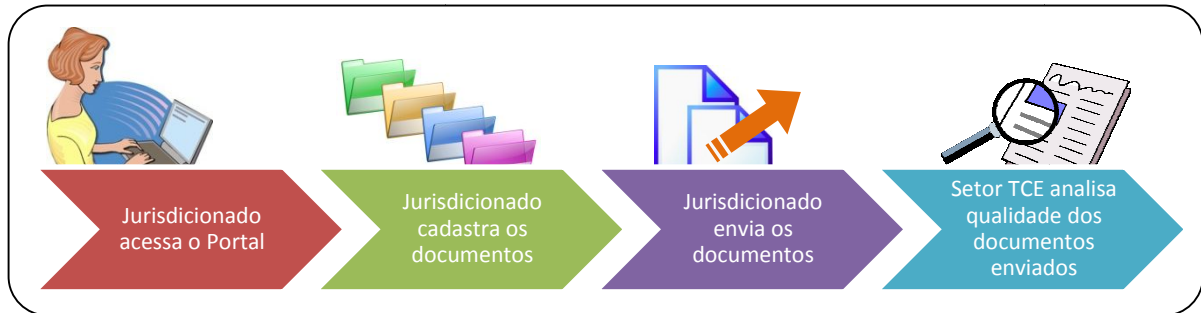 Jurisdicionado
acessa o Portal
Jurisdicionado
cadastra os
documentos
Jurisdicionado
envia os
documentos
Setor TCE analisa
qualidade dos
documentos
enviados